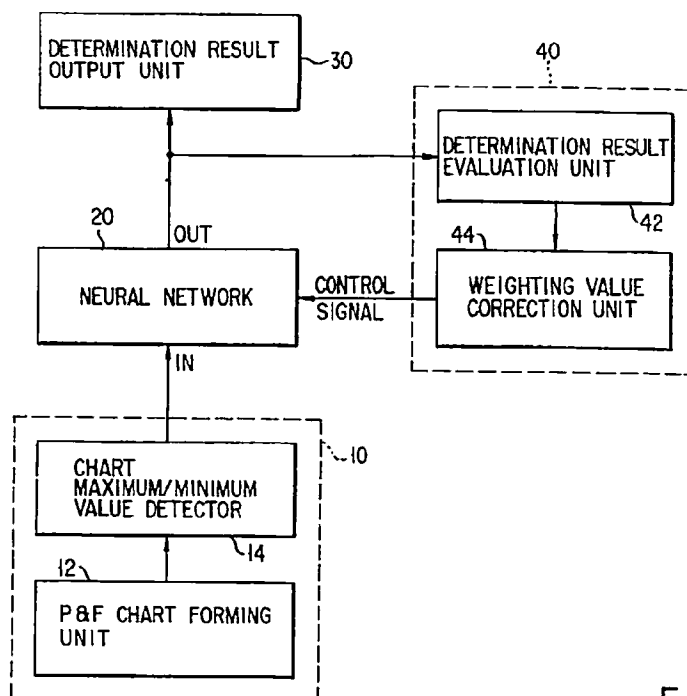 DETERMINATION RESULT
OUTPUT UNIT
30
40
DETERMINATION RESULT
EVALUATION UNIT
42
20
OUT
44
NEURAL NETWORK
CONTROL
SIGNAL
WEIGHTING VALUE
CORRECTION UNIT
IN
10
CHART
MAXIMUM/MINIMUM
VALUE DETECTOR
14
12
P&F CHART FORMING
UNIT